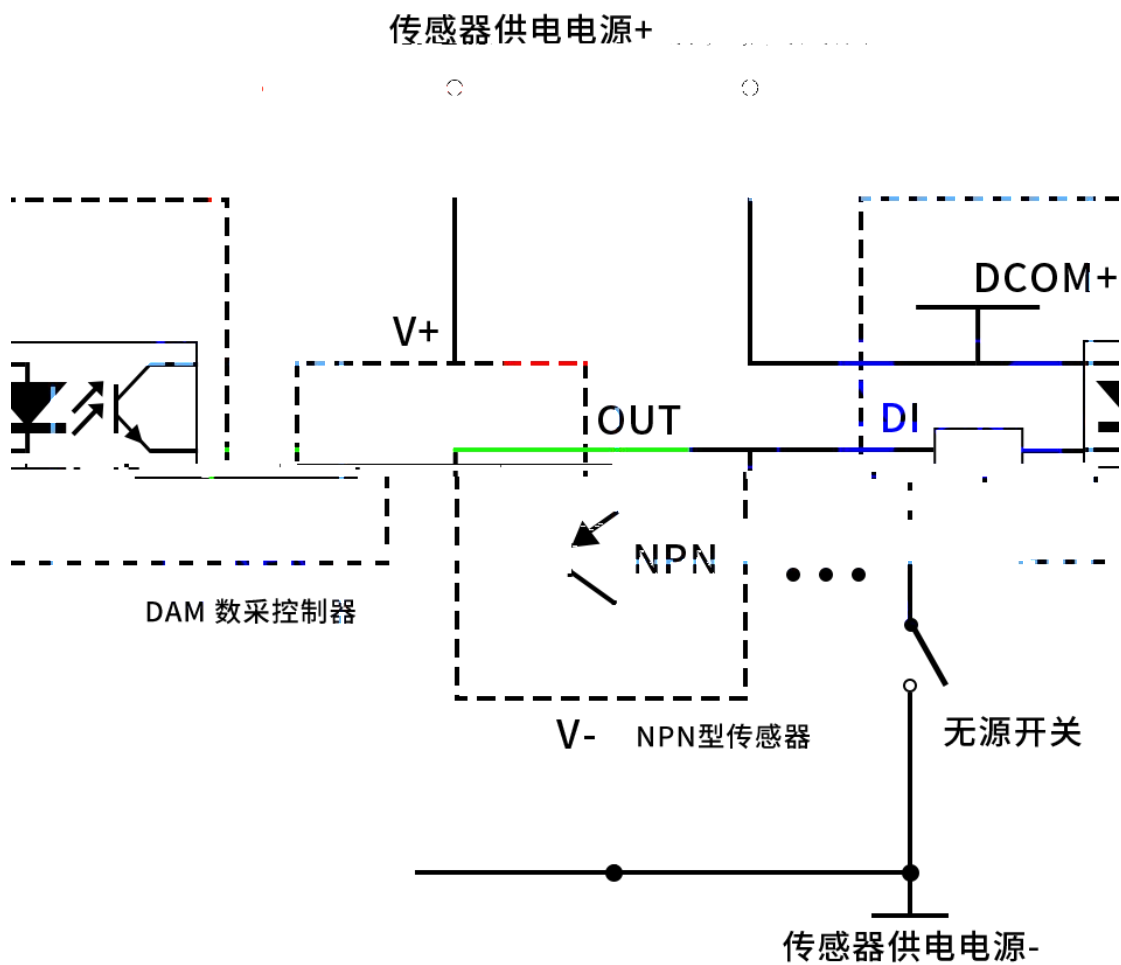 传感器供电电源+
DCOM+
V+
OUT
DI
NPN
DAM 数采控制器
V-
NPN型传感器
无源开关
传感器供电电源-